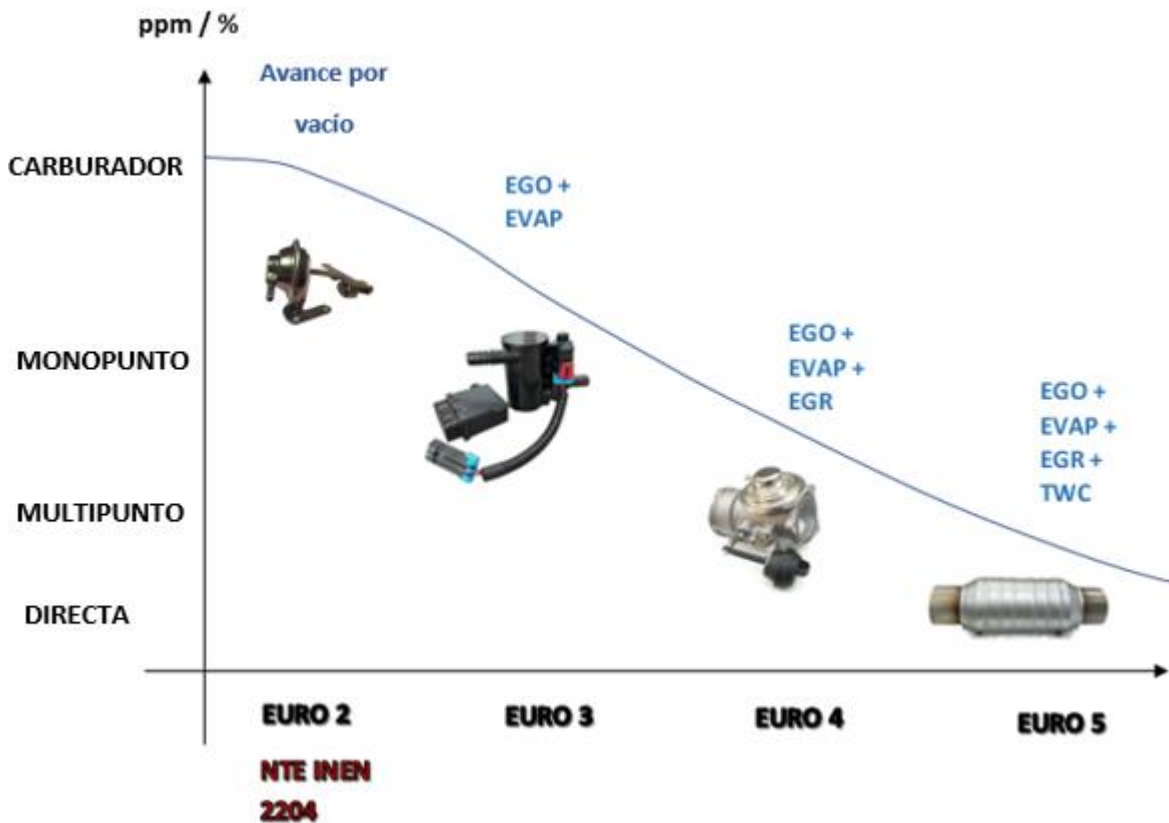 ppm / %
Avance por
vacío
CARBURADOR
EGO +
EVAP
MONOPUNTO
EGO +
EVAP +
EGR
EGO +
EVAP +
EGR +
TWC
MULTIPUNTO
DIRECTA
EURO 2
EURO 3
EURO 4
EURO 5
NTE INEN
2204